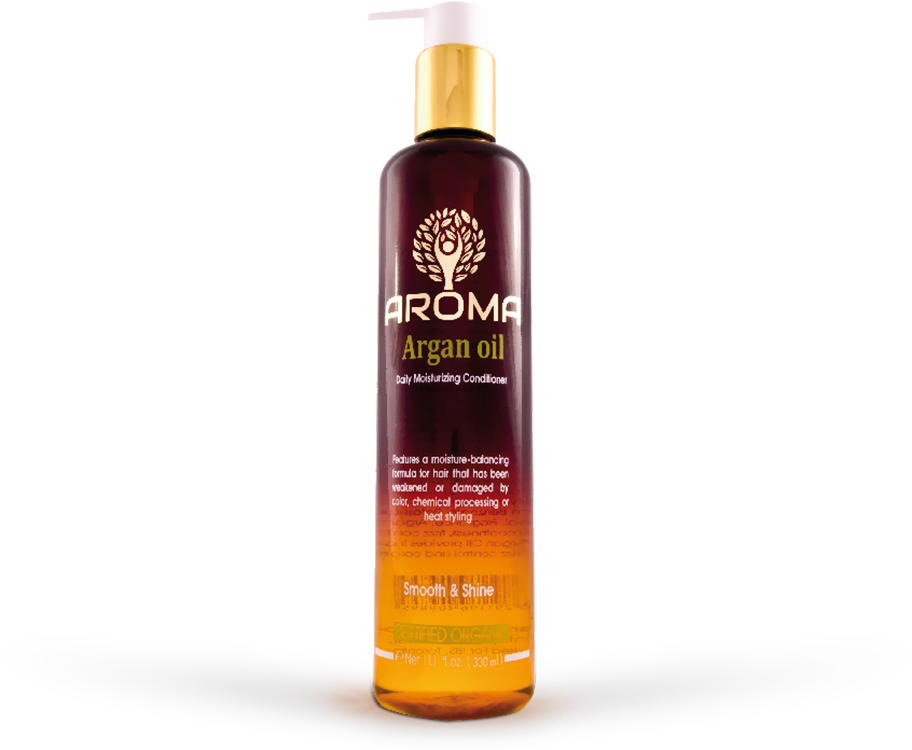 AROMA
Argan oil
Daily Moisturizing Conditioner
Features a moisture-balancing
formula for hair that has been
weakened or damaged by
color, chemical processing or
heat styling
Smooth & Shine
CERTIFIED ORGANIC
e Net 11.1 fl.oz. (330 ml)